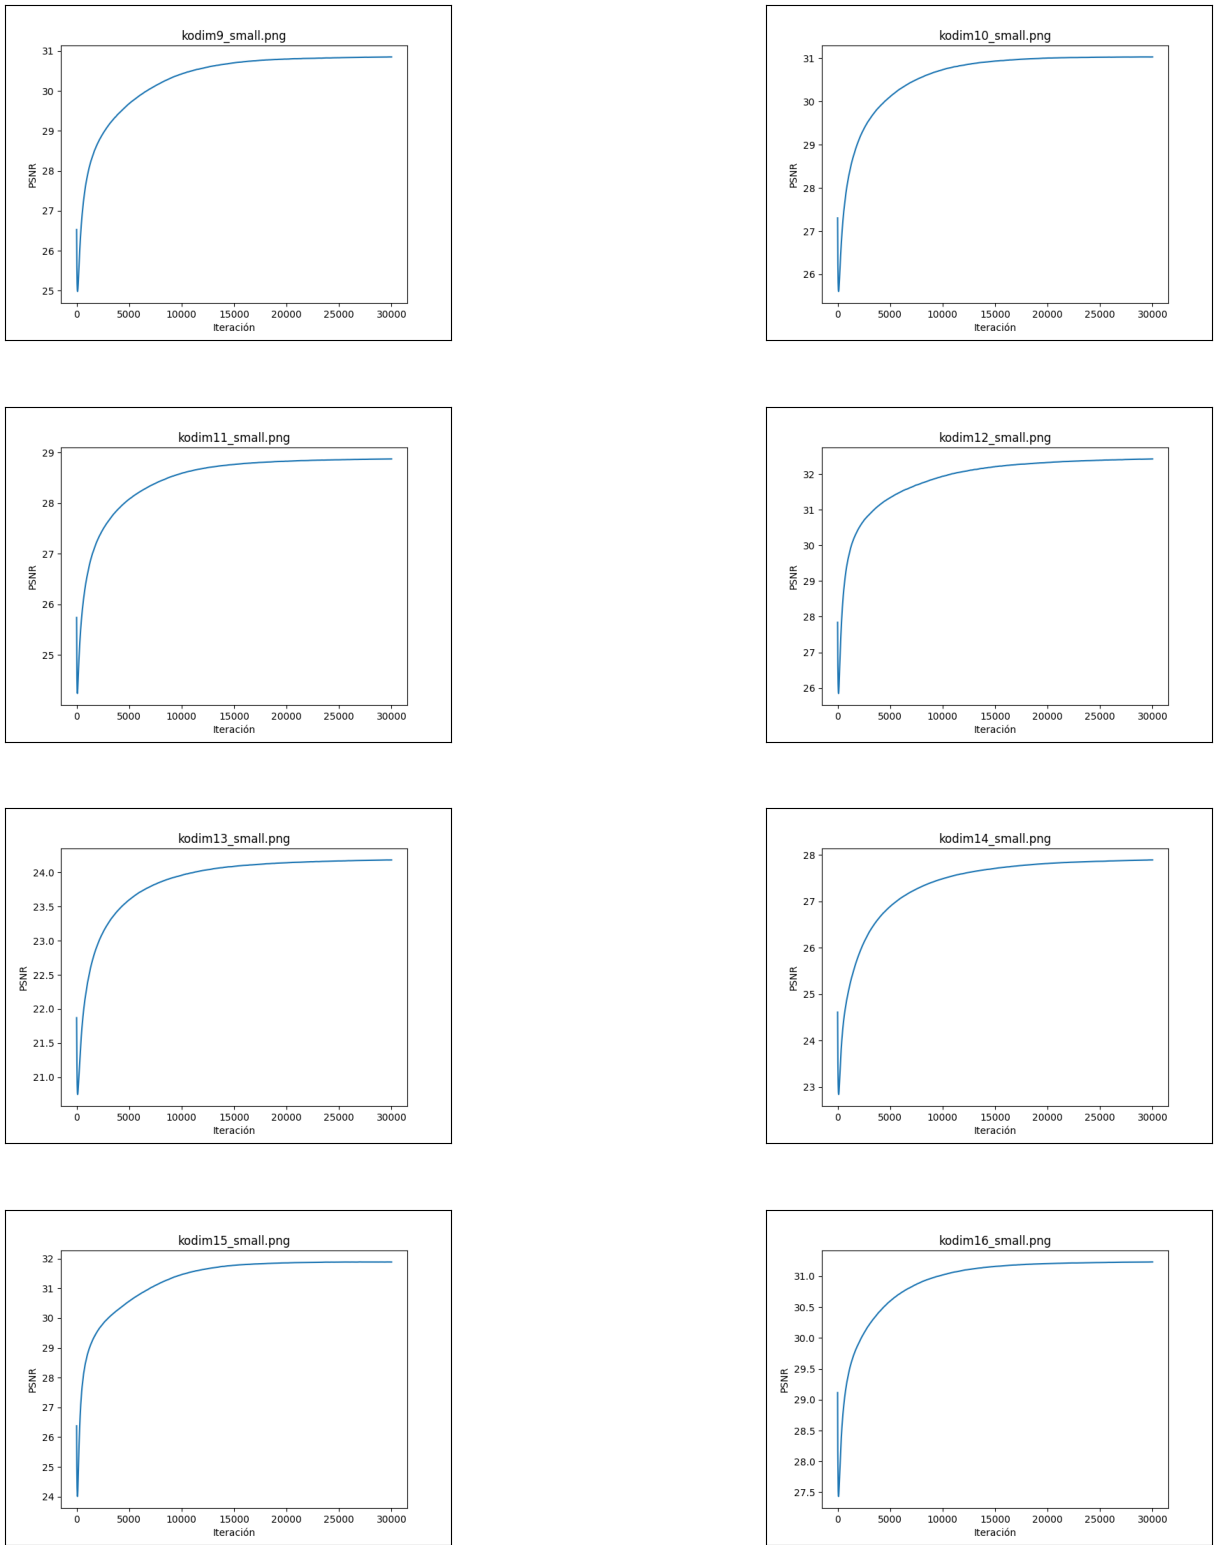 kodim9_small.png
31
30
29
28
27
26
25
PSNR
0 5000 10000 15000 20000 25000 30000
Iteración
kodim10_small.png
31
30
29
28
27
26
PSNR
0 5000 10000 15000 20000 25000 30000
Iteración
kodim11_small.png
29
28
27
26
25
PSNR
0 5000 10000 15000 20000 25000 30000
Iteración
kodim12_small.png
32
31
30
29
28
27
26
PSNR
0 5000 10000 15000 20000 25000 30000
Iteración
kodim13_small.png
24.0
23.5
23.0
22.5
22.0
21.5
21.0
PSNR
0 5000 10000 15000 20000 25000 30000
Iteración
kodim14_small.png
28
27
26
25
24
23
PSNR
0 5000 10000 15000 20000 25000 30000
Iteración
kodim15_small.png
32
31
30
29
28
27
26
25
24
PSNR
0 5000 10000 15000 20000 25000 30000
Iteración
kodim16_small.png
31.0
30.5
30.0
29.5
29.0
28.5
28.0
27.5
PSNR
0 5000 10000 15000 20000 25000 30000
Iteración